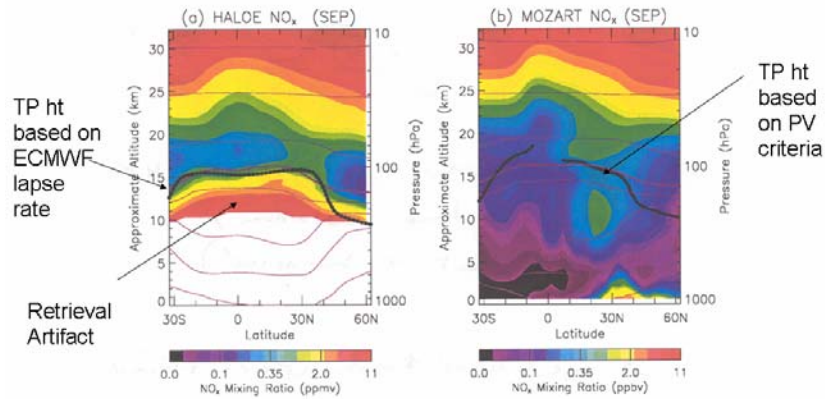 (a) HALOE NOx (SEP)
(b) MOZART NOx (SEP)
TP ht
based on
ECMWF
lapse
rate
Retrieval
Artifact
Approximate Altitude (km)
30
25
20
15
10
5
0
10
100
1000
Pressure (hPa)
30S
0
30N
60N
Latitude
0.0
0.1
0.35
2.0
11
NOx Mixing Ratio (ppmv)
Approximate Altitude (km)
30
25
20
15
10
5
0
10
100
1000
Pressure (hPa)
30S
0
30N
60N
Latitude
0.0
0.1
0.35
2.0
11
NOx Mixing Ratio (ppbv)
TP ht
based
on PV
criteria